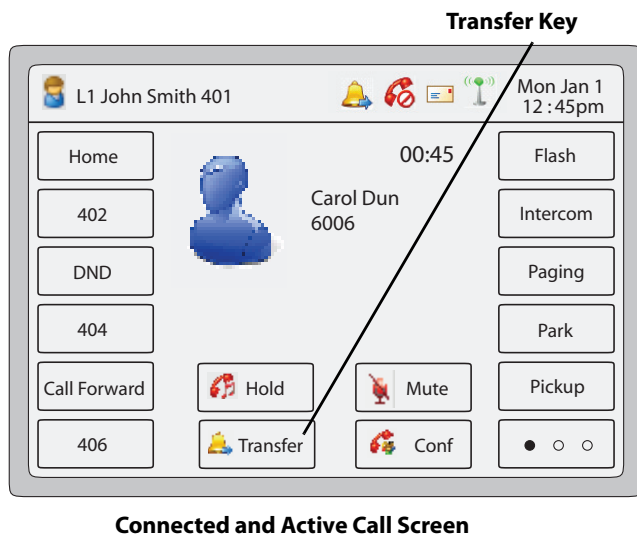 Transfer Key
L1 John Smith 401
Mon Jan 1
12:45pm
Home
00:45
Flash
402
Carol Dun
6006
Intercom
DND
Paging
404
Park
Call Forward
Hold
Mute
Pickup
406
Transfer
Conf
Connected and Active Call Screen